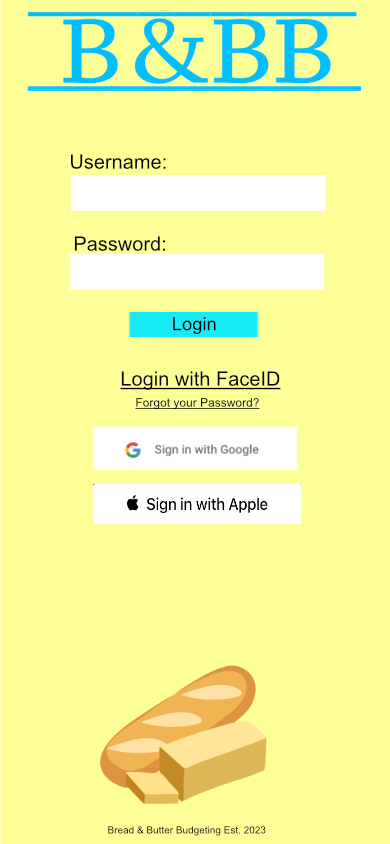 B&BB
Username:
Password:
Login
Login with FaceID
Forgot your Password?
Sign in with Google
Sign in with Apple
Bread & Butter Budgeting Est. 2023